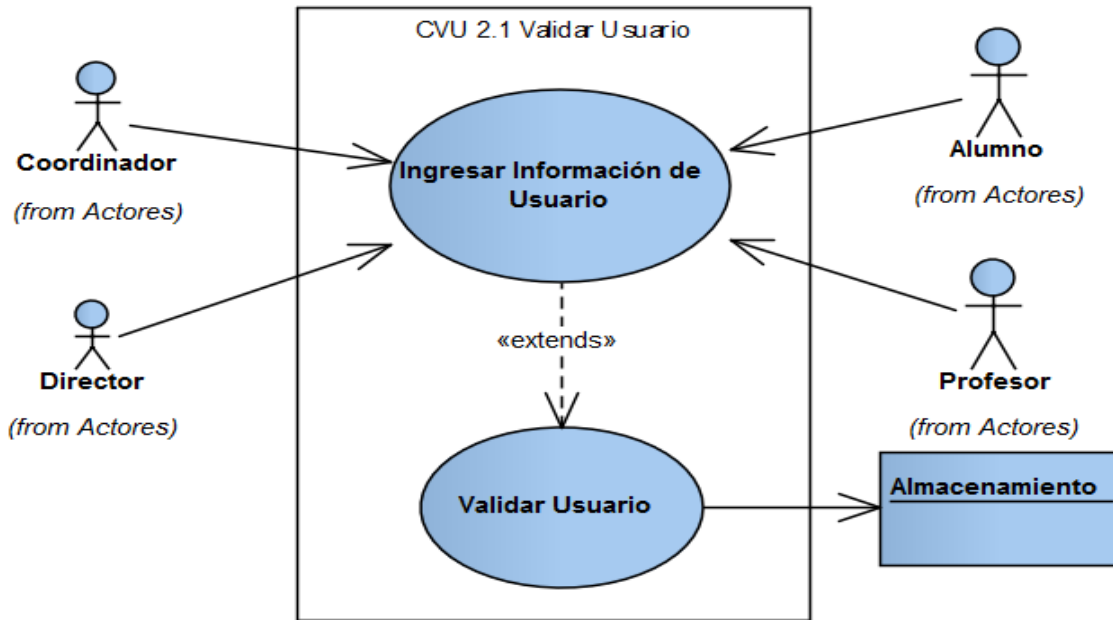 CVU 2.1 Validar Usuario
Coordinador
(from Actores)
Alumno
(from Actores)
Ingresar Información de
Usuario
Director
(from Actores)
«extends»
Profesor
(from Actores)
Validar Usuario
Almacenamiento